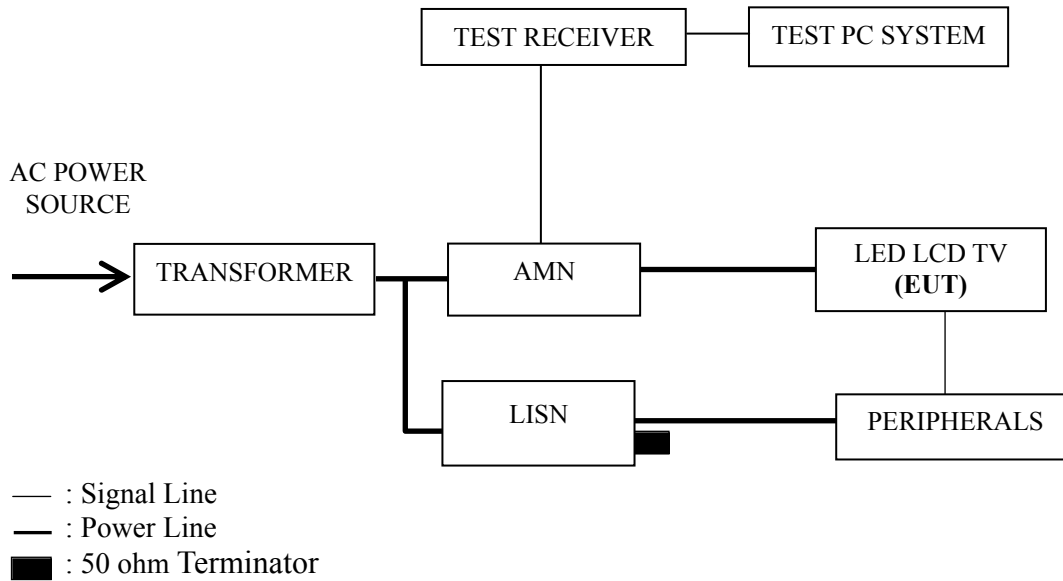 TEST RECEIVER
TEST PC SYSTEM
AC POWER
SOURCE
TRANSFORMER
AMN
LED LCD TV
(EUT)
LISN
PERIPHERALS
: Signal Line
: Power Line
: 50 ohm Terminator